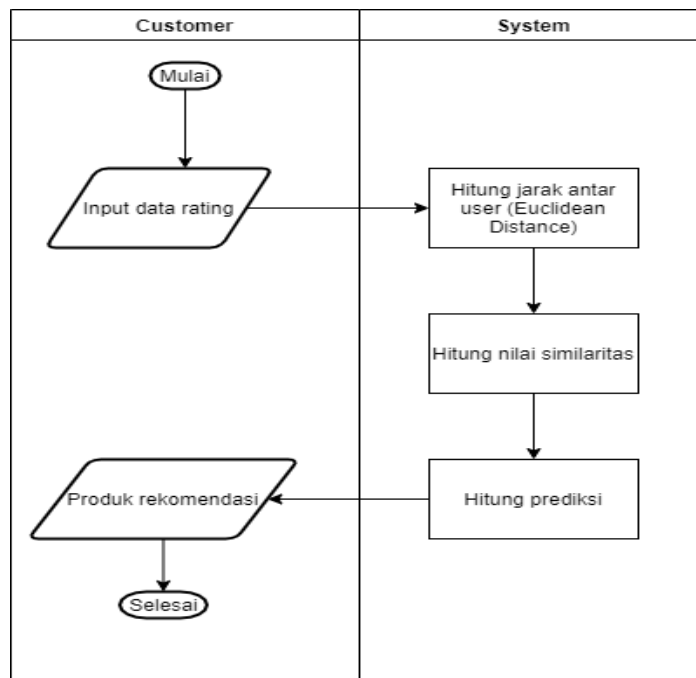 Customer
System
Mulai
Input data rating
Hitung jarak antar
user (Euclidean
Distance)
Hitung nilai similaritas
Hitung prediksi
Produk rekomendasi
Selesai